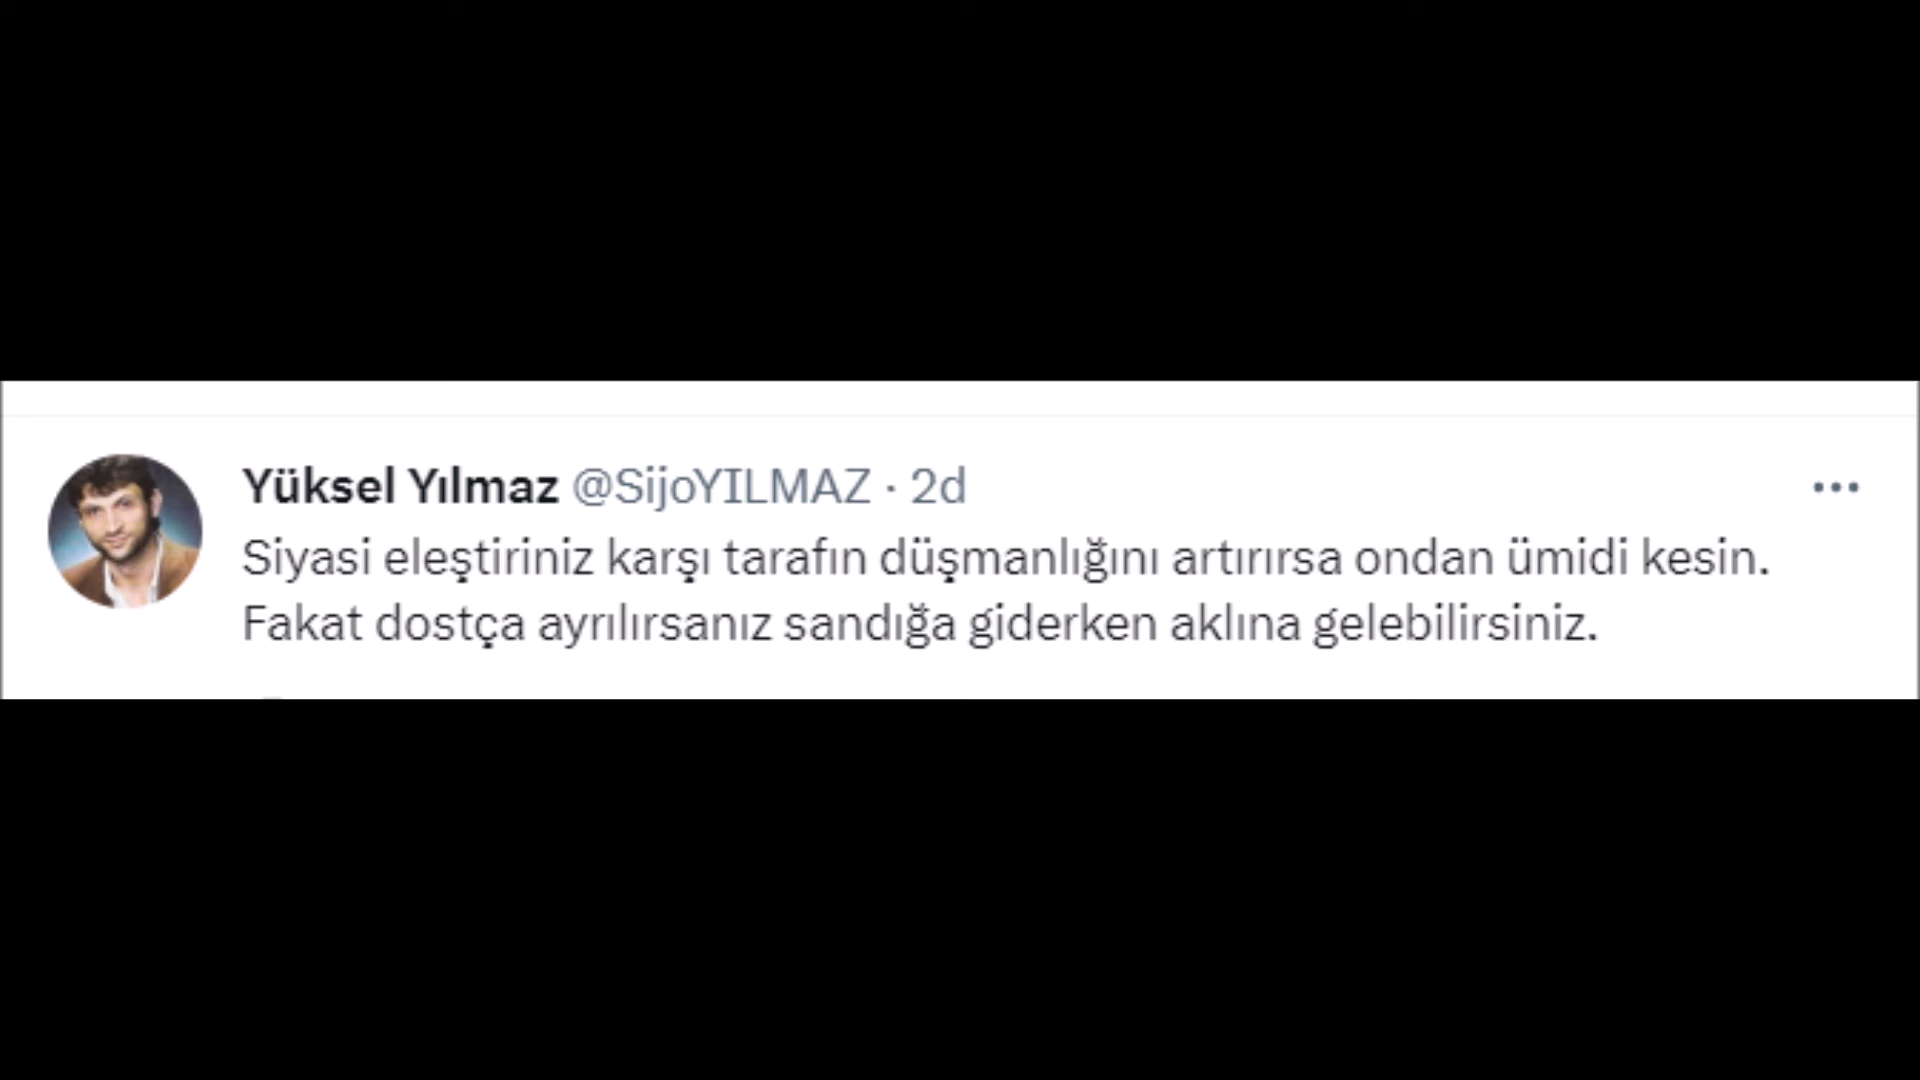 Yüksel Yılmaz @SijoYILMAZ · 2d
Siyasi eleştiriniz karşı tarafın düşmanlığını artırırsa ondan ümidi kesin.
Fakat dostça ayrılırsanız sandığa giderken aklına gelebilirsiniz.